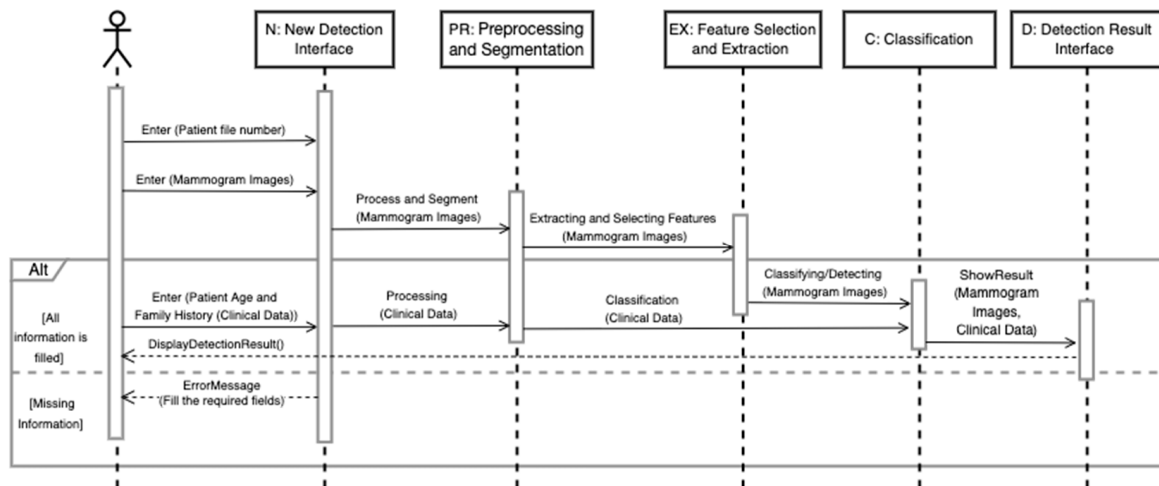 N: New Detection
Interface
PR: Preprocessing
and Segmentation
EX: Feature Selection
and Extraction
C: Classification
D: Detection Result
Interface
Enter (Patient file number)
Enter (Mammogram Images)
Process and Segment
(Mammogram Images)
Extracting and Selecting Features
(Mammogram Images)
Alt
Classifying/Detecting
(Mammogram Images)
ShowResult
(Mammogram
Images,
Clinical Data)
[All
information is
filled]
Enter (Patient Age and
Family History (Clinical Data))
Processing
(Clinical Data)
Classification
(Clinical Data)
DisplayDetectionResult()
ErrorMessage
(Fill the required fields)
[Missing
Information]